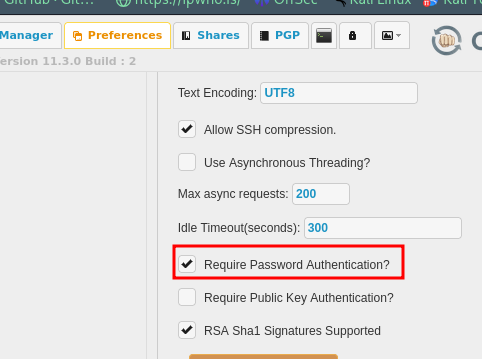 GitHub · Git…
https://ipwho.is/
OffSec
Kali Linux
Kali
Manager
Preferences
Shares
PGP
ersion 11.3.0 Build : 2
Text Encoding: UTF8
Allow SSH compression.
Use Asynchronous Threading?
Max async requests: 200
Idle Timeout(seconds): 300
Require Password Authentication?
Require Public Key Authentication?
RSA Sha1 Signatures Supported